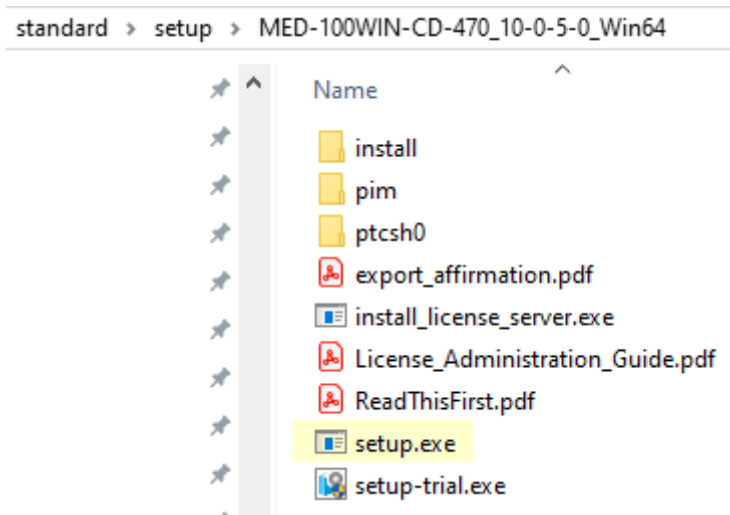 standard > setup > MED-100WIN-CD-470_10-0-5-0_Win64
Name
install
pim
ptcsh0
export_affirmation.pdf
install_license_server.exe
License_Administration_Guide.pdf
ReadThisFirst.pdf
setup.exe
setup-trial.exe